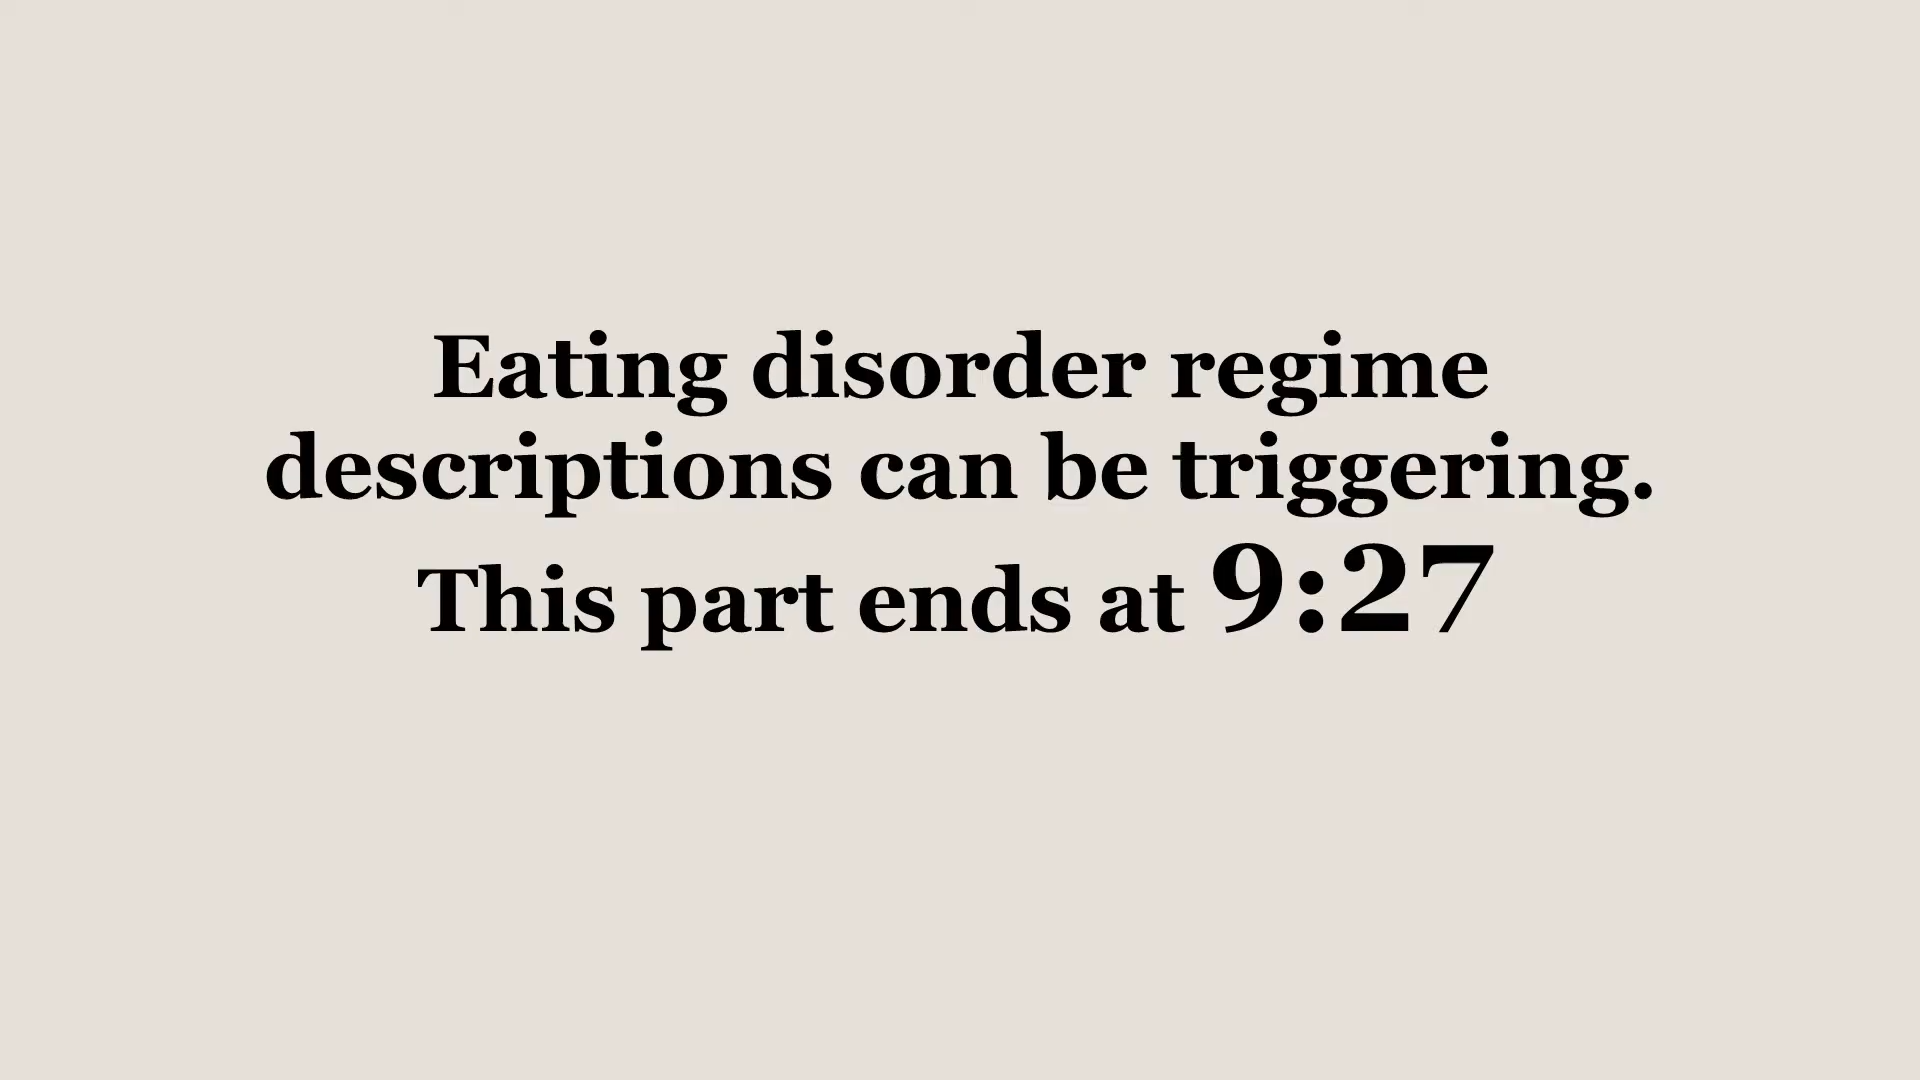 Eating disorder regime
descriptions can be triggering.
This part ends at 9:27